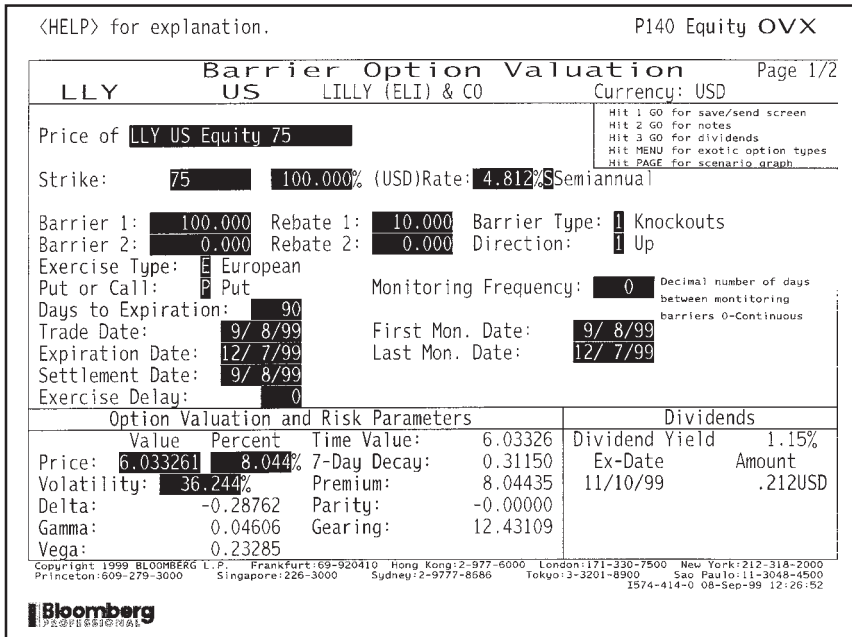 <HELP> for explanation. P140 Equity OVX
Barrier Option Valuation Page 1/2
LLY US LILLY (ELI) & CO Currency: USD
Hit 1 GO for save/send screen
Hit 2 GO for notes
Hit 3 GO for dividends
Hit MENU for exotic option types
Hit PAGE for scenario graph
Price of LLY US Equity 75
Strike: 75 100.000% (USD)Rate: 4.812% S Semiannual
Barrier 1: 100.000 Rebate 1: 10.000 Barrier Type: 1 Knockouts
Barrier 2: 0.000 Rebate 2: 0.000 Direction: 1 Up
Exercise Type: E European
Put or Call: P Put Monitoring Frequency: 0 Decimal number of days
between montitoring
barriers 0-Continuous
Days to Expiration: 90
Trade Date: 9/ 8/99 First Mon. Date: 9/ 8/99
Expiration Date: 12/ 7/99 Last Mon. Date: 12/ 7/99
Settlement Date: 9/ 8/99
Exercise Delay: 0
Option Valuation and Risk Parameters Dividends
Value Percent Time Value: 6.03326 Dividend Yield 1.15%
Price: 6.033261 8.044% 7-Day Decay: 0.31150 Ex-Date Amount
Volatility: 36.244% Premium: 8.04435 11/10/99 .212USD
Delta: -0.28762 Parity: -0.00000
Gamma: 0.04606 Gearing: 12.43109
Vega: 0.23285
Copyright 1999 BLOOMBERG L.P. Frankfurt:69-920410 Hong Kong:2-977-6000 London:171-330-7500 New York:212-318-2000
Princeton:609-279-3000 Singapore:226-3000 Sydney:2-9777-8686 Tokyo:3-3201-8900 Sao Paulo:11-3048-4500
I574-414-0 08-Sep-99 12:26:52
Bloomberg
PROFESSIONAL